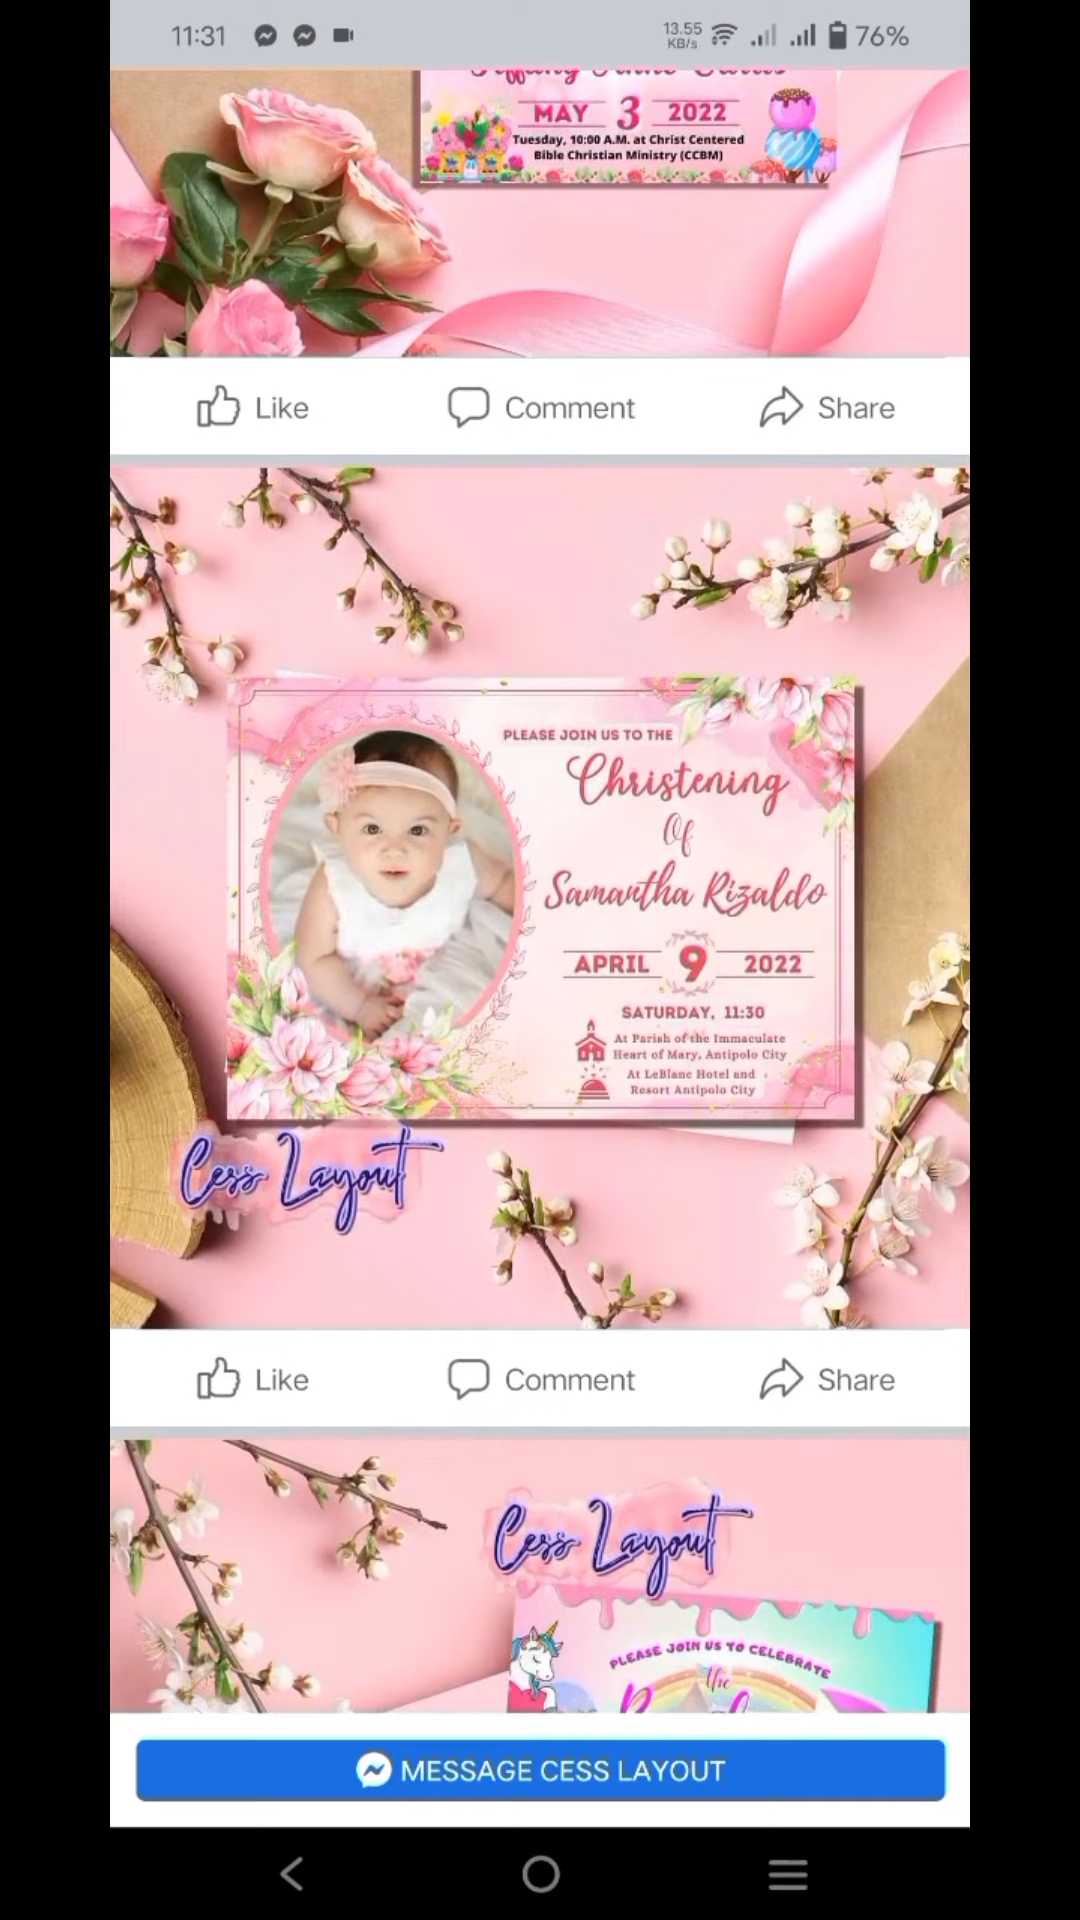 11:31
13.55
KB/s
76%
MAY 3 2022
Tuesday, 10:00 A.M. at Christ Centered
Bible Christian Ministry (CCBM)
Like
Comment
Share
PLEASE JOIN US TO THE
Christening
Of
Samantha Rizaldo
APRIL 9 2022
SATURDAY, 11:30
At Parish of the Immaculate
Heart of Mary, Antipolo City
At LeBlanc Hotel and
Resort Antipolo City
Cess Layout
Like
Comment
Share
Cess Layout
PLEASE JOIN US TO CELEBRATE
the
MESSAGE CESS LAYOUT